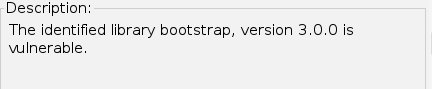 Description:
The identified library bootstrap, version 3.0.0 is
vulnerable.